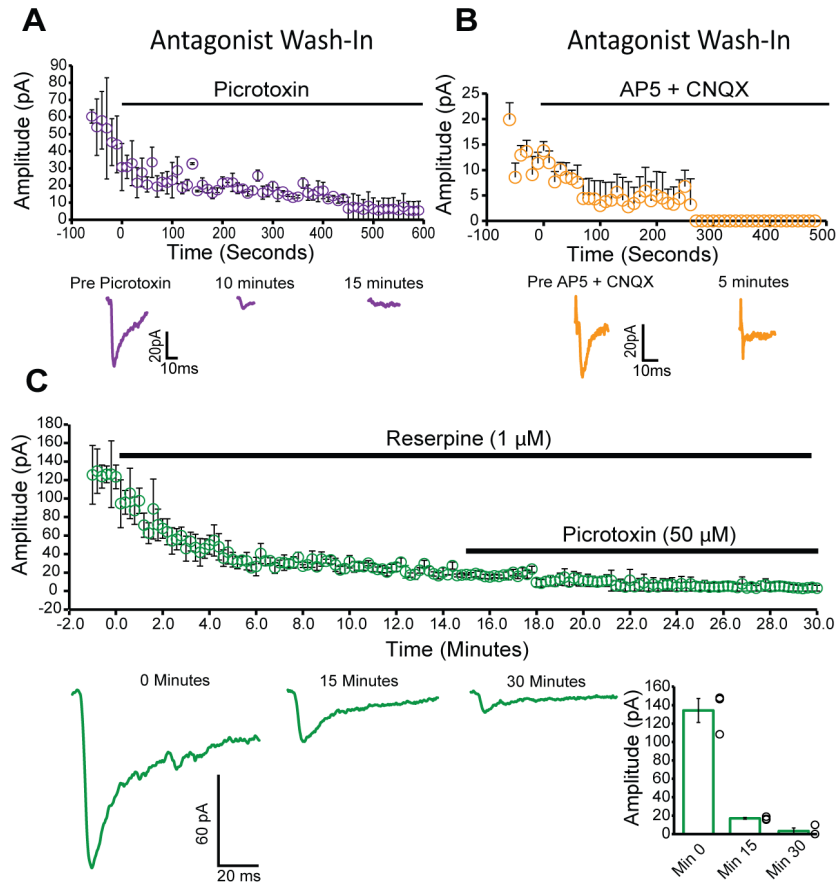 A
Antagonist Wash-In
Picrotoxin
Amplitude (pA)
70
60
50
40
30
20
10
0
-100 0 100 200 300 400 500 600
Time (Seconds)
Pre Picrotoxin 10 minutes 15 minutes
20pA
10ms
B
Antagonist Wash-In
AP5 + CNQX
Amplitude (pA)
25
20
15
10
5
0
-100 0 100 200 300 400 500
Time (Seconds)
Pre AP5 + CNQX 5 minutes
20pA
10ms
C
Reserpine (1 µM)
Picrotoxin (50 µM)
Amplitude (pA)
180
160
140
120
100
80
60
40
20
0
-20
-2.0 0.0 2.0 4.0 6.0 8.0 10.0 12.0 14.0 16.0 18.0 20.0 22.0 24.0 26.0 28.0 30.0
Time (Minutes)
0 Minutes 15 Minutes 30 Minutes
60 pA
20 ms
Amplitude (pA)
160
140
120
100
80
60
40
20
0
Min 0 Min 15 Min 30